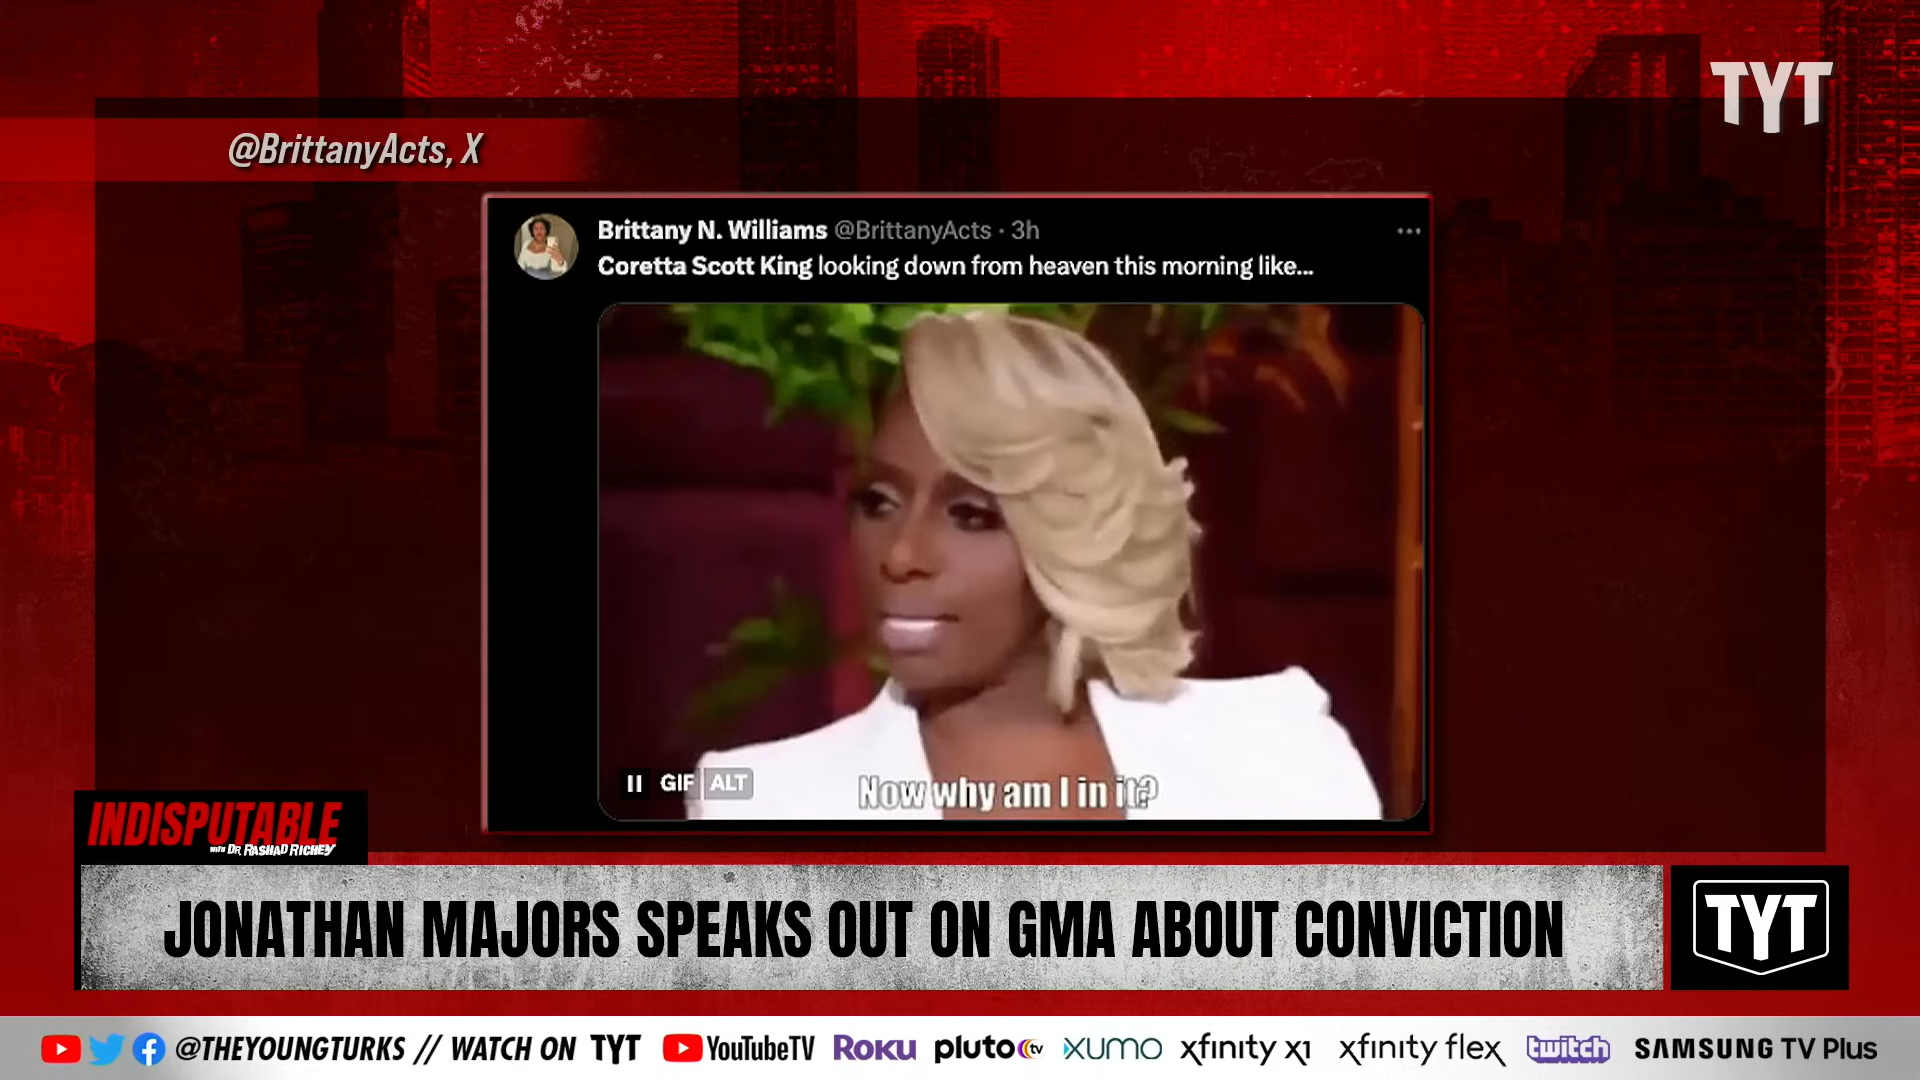 TYT
@BrittanyActs, X
Brittany N. Williams @BrittanyActs · 3h
Coretta Scott King looking down from heaven this morning like...
GIF ALT
Now why am I in it?
INDISPUTABLE
WITH DR RASHAD RICHEY
JONATHAN MAJORS SPEAKS OUT ON GMA ABOUT CONVICTION
TYT
@THEYOUNGTURKS // WATCH ON TYT YouTubeTV ROKU pluto tv XUMO xfinity x1 xfinity flex twitch SAMSUNG TV Plus